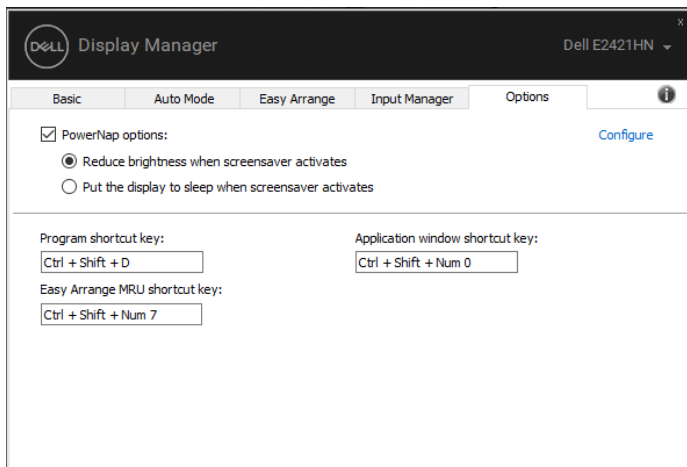 x
DELL Display Manager Dell E2421HN
Basic Auto Mode Easy Arrange Input Manager Options i
PowerNap options: Configure
Reduce brightness when screensaver activates
Put the display to sleep when screensaver activates
Program shortcut key: Application window shortcut key:
Ctrl + Shift + D Ctrl + Shift + Num 0
Easy Arrange MRU shortcut key:
Ctrl + Shift + Num 7